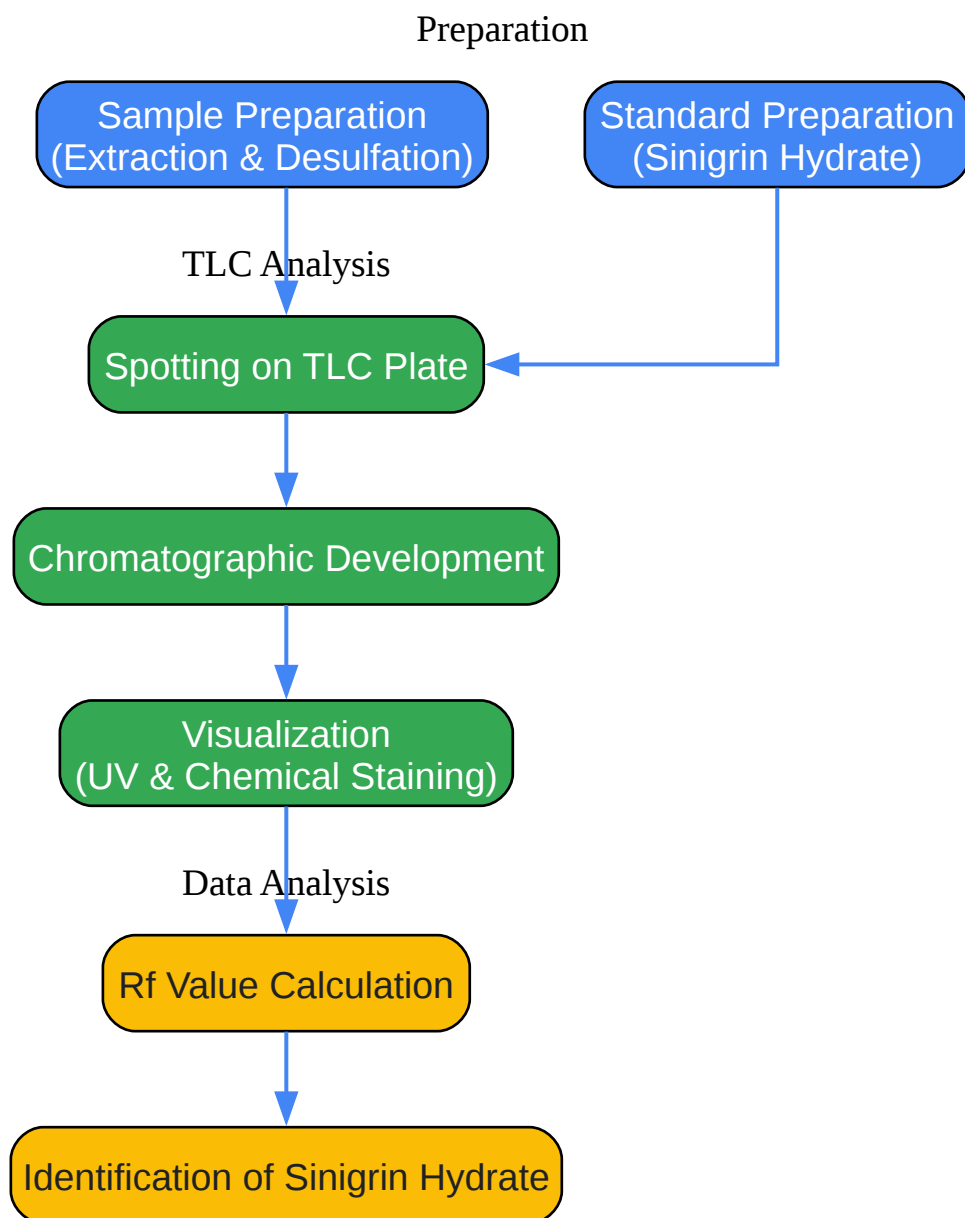 Preparation
Sample Preparation
(Extraction & Desulfation)
Standard Preparation
(Sinigrin Hydrate)
TLC Analysis
Spotting on TLC Plate
Chromatographic Development
Visualization
(UV & Chemical Staining)
Data Analysis
Rf Value Calculation
Identification of Sinigrin Hydrate